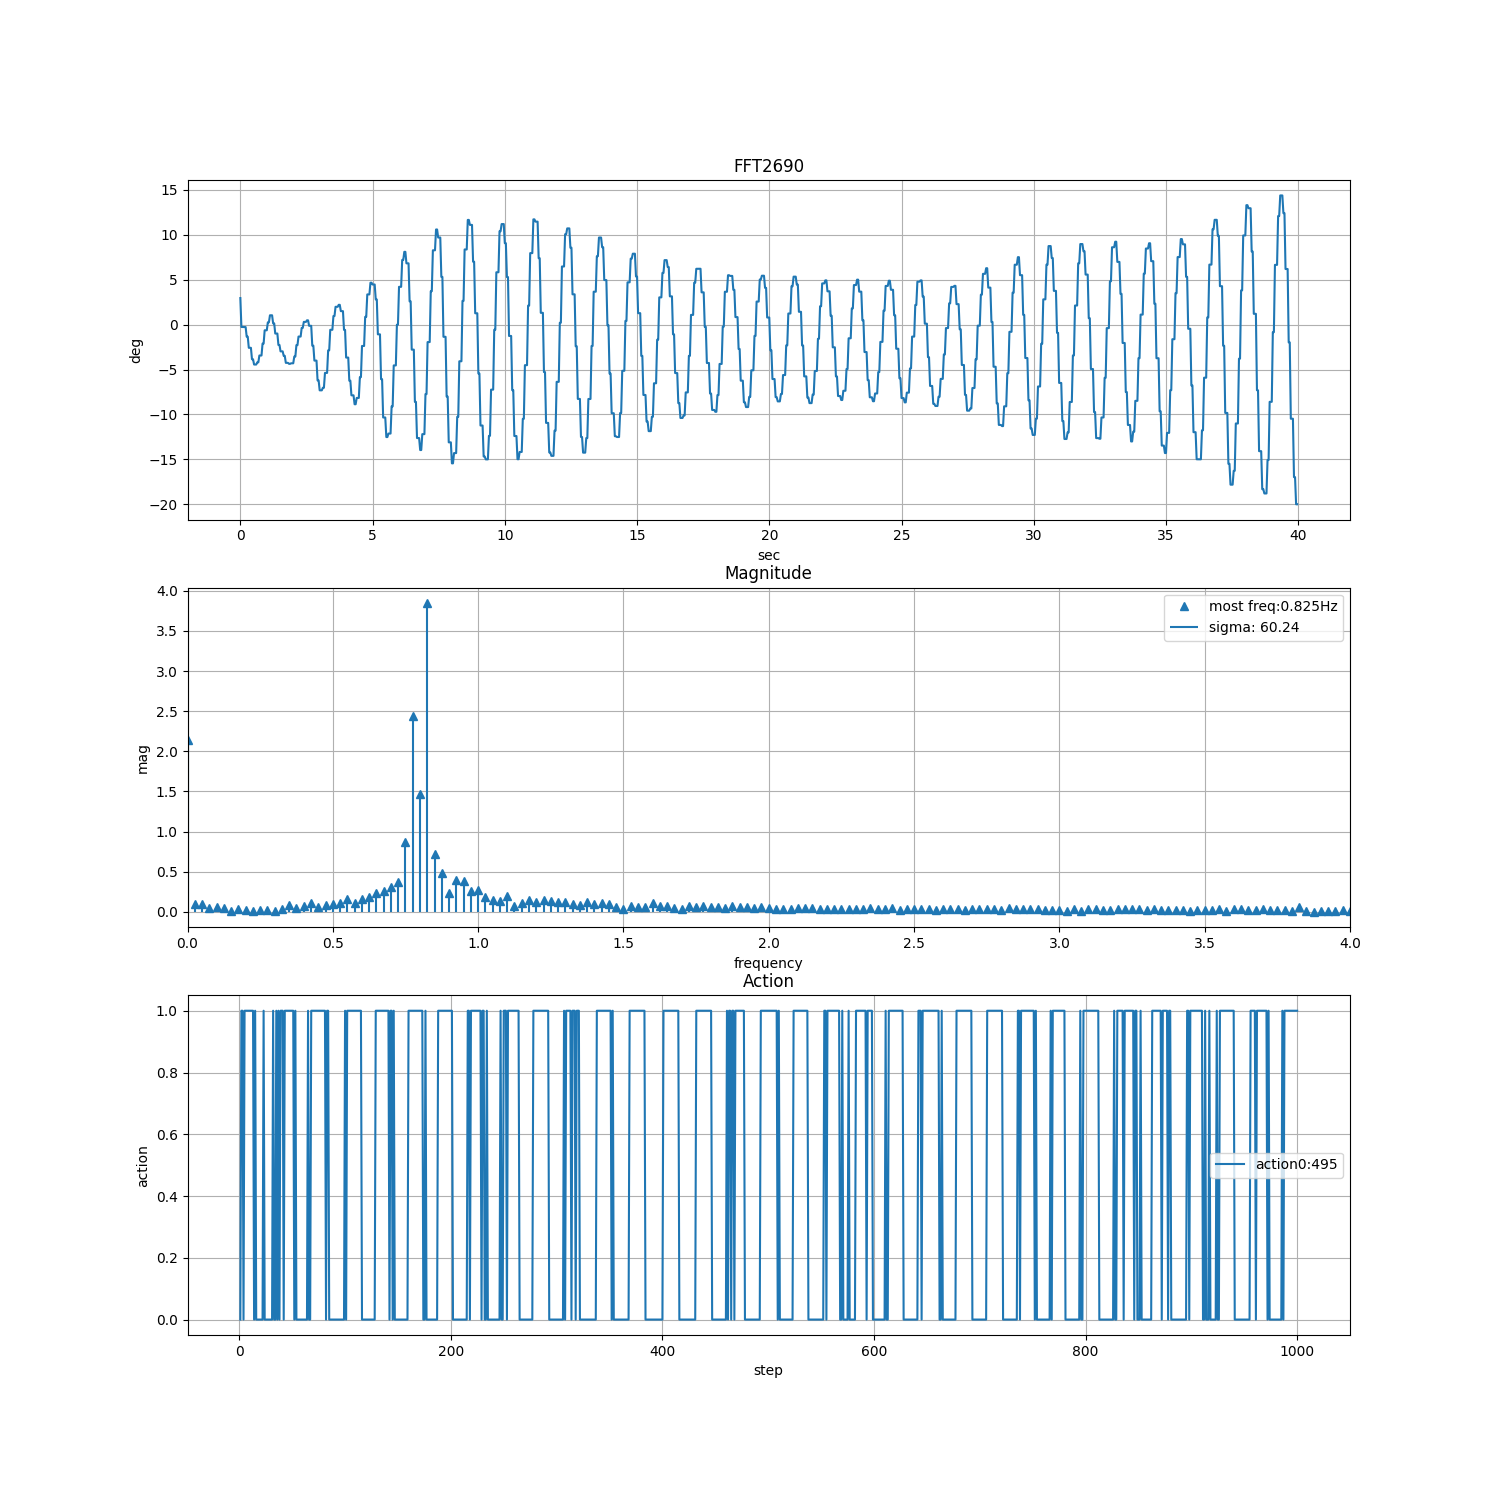 FFT2690
15
10
5
0
−5
−10
−15
−20
deg
0 5 10 15 20 25 30 35 40
sec
Magnitude
4.0
3.5
3.0
2.5
2.0
1.5
1.0
0.5
0.0
mag
most freq:0.825Hz
sigma: 60.24
0.0 0.5 1.0 1.5 2.0 2.5 3.0 3.5 4.0
frequency
Action
1.0
0.8
0.6
0.4
0.2
0.0
action
action0:495
0 200 400 600 800 1000
step